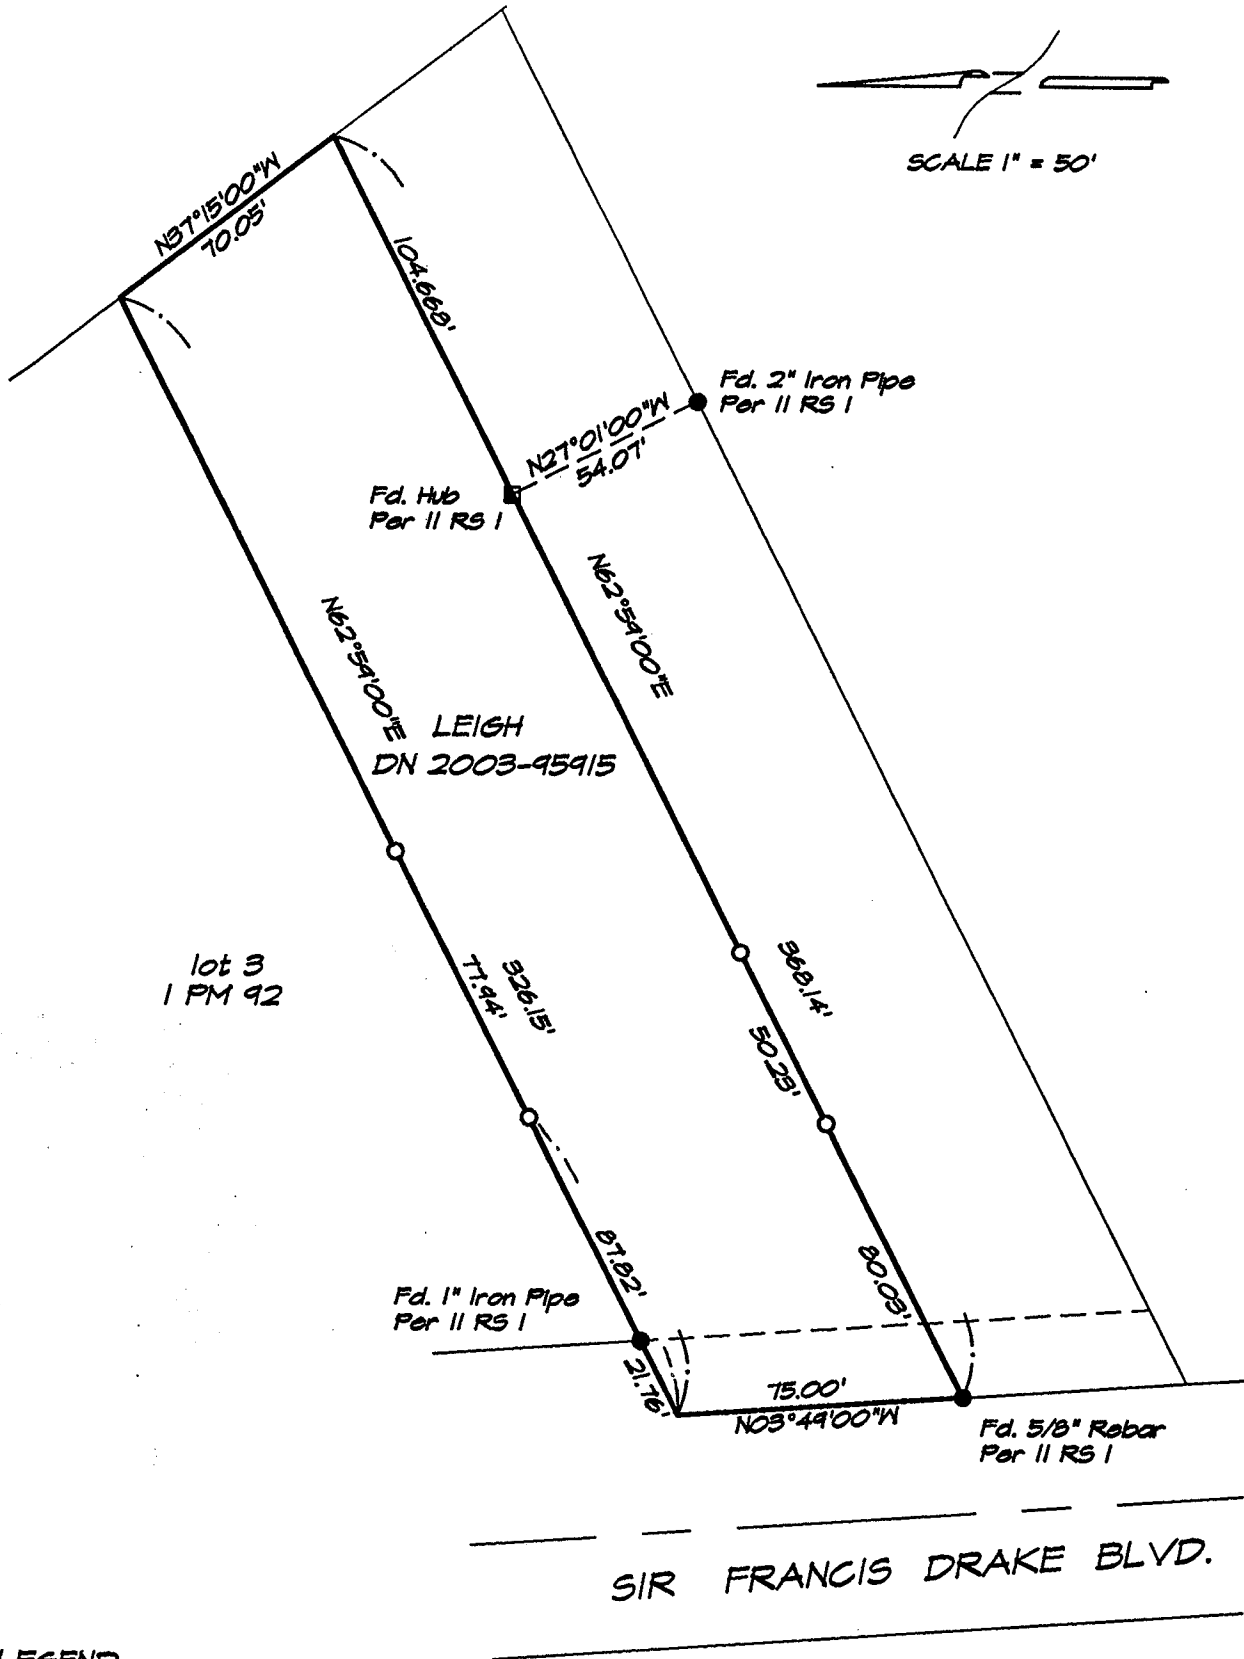 SCALE 1" = 50'
N37°15'00"W
70.05'
104.668'
Fd. 2" Iron Pipe
Per 11 RS 1
N27°01'00"W
54.07'
Fd. Hub
Per 11 RS 1
N62°59'00"E
N62°59'00"E
LEIGH
DN 2003-95915
lot 3
1 PM 92
326.15'
77.94'
368.14'
50.23'
87.82'
80.03'
Fd. 1" Iron Pipe
Per 11 RS 1
21.76'
75.00'
N03°49'00"W
Fd. 5/8" Rebar
Per 11 RS 1
SIR FRANCIS DRAKE BLVD.
LEGEND